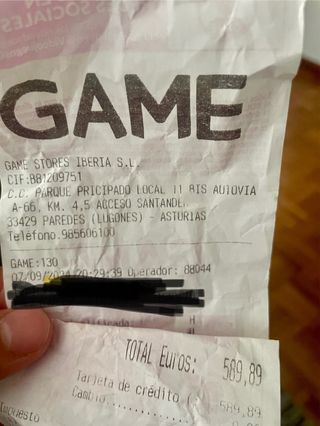 GAME
GAME STORES IBERIA S.L.
CIF:B81209751
C.C. PARQUE PRICIPADO LOCAL 11 BIS AUTOVIA
A-66, KM. 4,5 ACCESO SANTANDER
33429 PAREDES (LUGONES) - ASTURIAS
Teléfono.985606100
GAME:130
07/09/2024 20:29:39 Operador: 88044
TOTAL Euros: 589,89
Tarjeta de crédito ( 589,89
Cambio